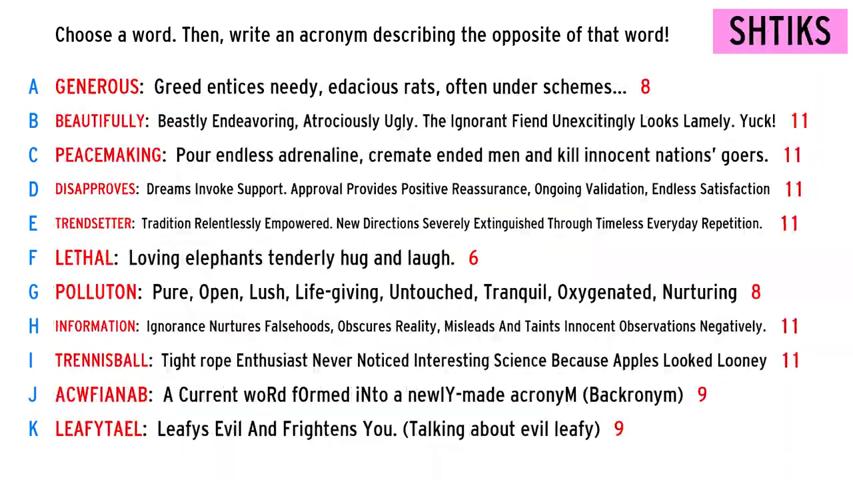 Choose a word. Then, write an acronym describing the opposite of that word!
SHTIKS
A GENEROUS: Greed entices needy, edacious rats, often under schemes... 8
B BEAUTIFULLY: Beastly Endeavoring, Atrociously Ugly. The Ignorant Fiend Unexcitingly Looks Lamely. Yuck! 11
C PEACEMAKING: Pour endless adrenaline, cremate ended men and kill innocent nations' goers. 11
D DISAPPROVES: Dreams Invoke Support. Approval Provides Positive Reassurance, Ongoing Validation, Endless Satisfaction 11
E TRENDSETTER: Tradition Relentlessly Empowered. New Directions Severely Extinguished Through Timeless Everyday Repetition. 11
F LETHAL: Loving elephants tenderly hug and laugh. 6
G POLLUTON: Pure, Open, Lush, Life-giving, Untouched, Tranquil, Oxygenated, Nurturing 8
H INFORMATION: Ignorance Nurtures Falsehoods, Obscures Reality, Misleads And Taints Innocent Observations Negatively. 11
I TRENNISBALL: Tight rope Enthusiast Never Noticed Interesting Science Because Apples Looked Looney 11
J ACWFIANAB: A Current woRd fOrmed iNto a newlY-made acronyM (Backronym) 9
K LEAFYTAEL: Leafys Evil And Frightens You. (Talking about evil leafy) 9